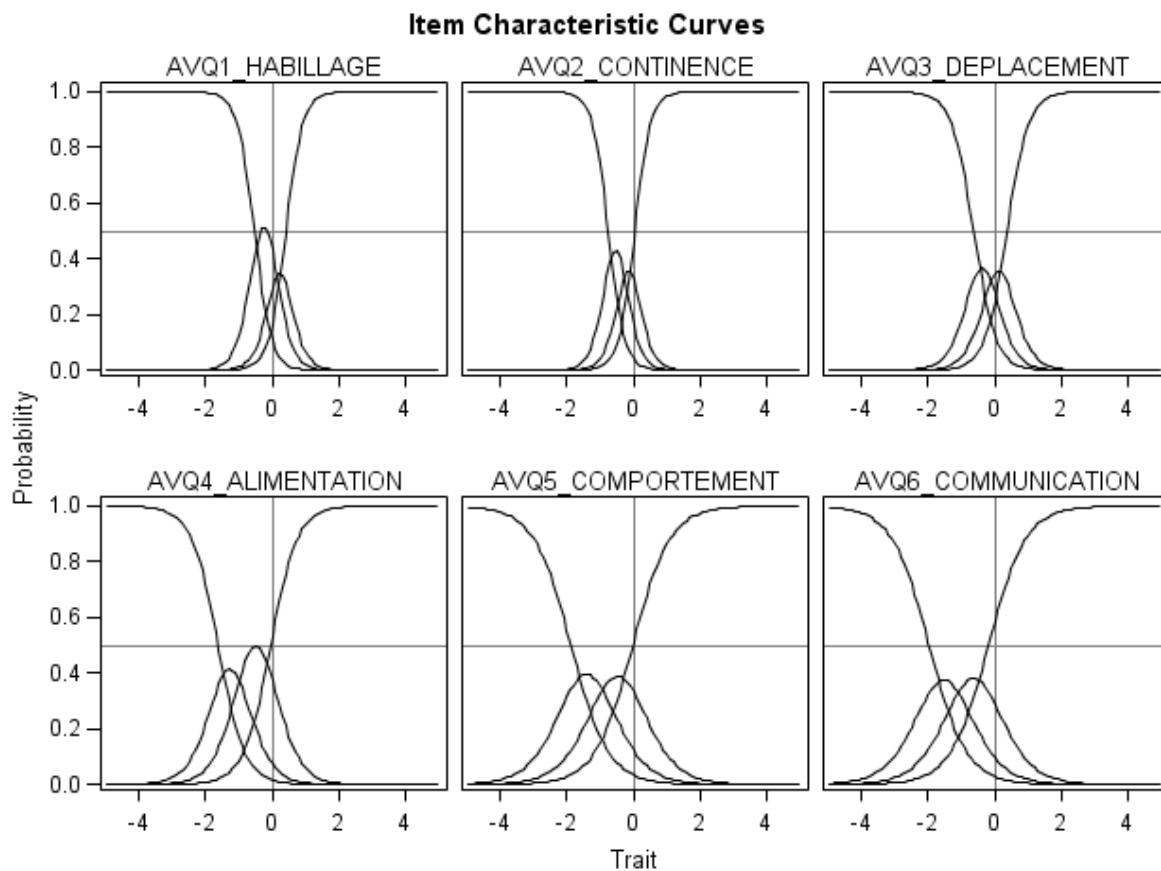 Item Characteristic Curves
AVQ1_HABILLAGE AVQ2_CONTINENCE AVQ3_DEPLACEMENT
1.0
0.8
0.6
0.4
0.2
0.0
-4 -2 0 2 4 -4 -2 0 2 4 -4 -2 0 2 4
Probability
AVQ4_ALIMENTATION AVQ5_COMPORTEMENT AVQ6_COMMUNICATION
1.0
0.8
0.6
0.4
0.2
0.0
-4 -2 0 2 4 -4 -2 0 2 4 -4 -2 0 2 4
Trait